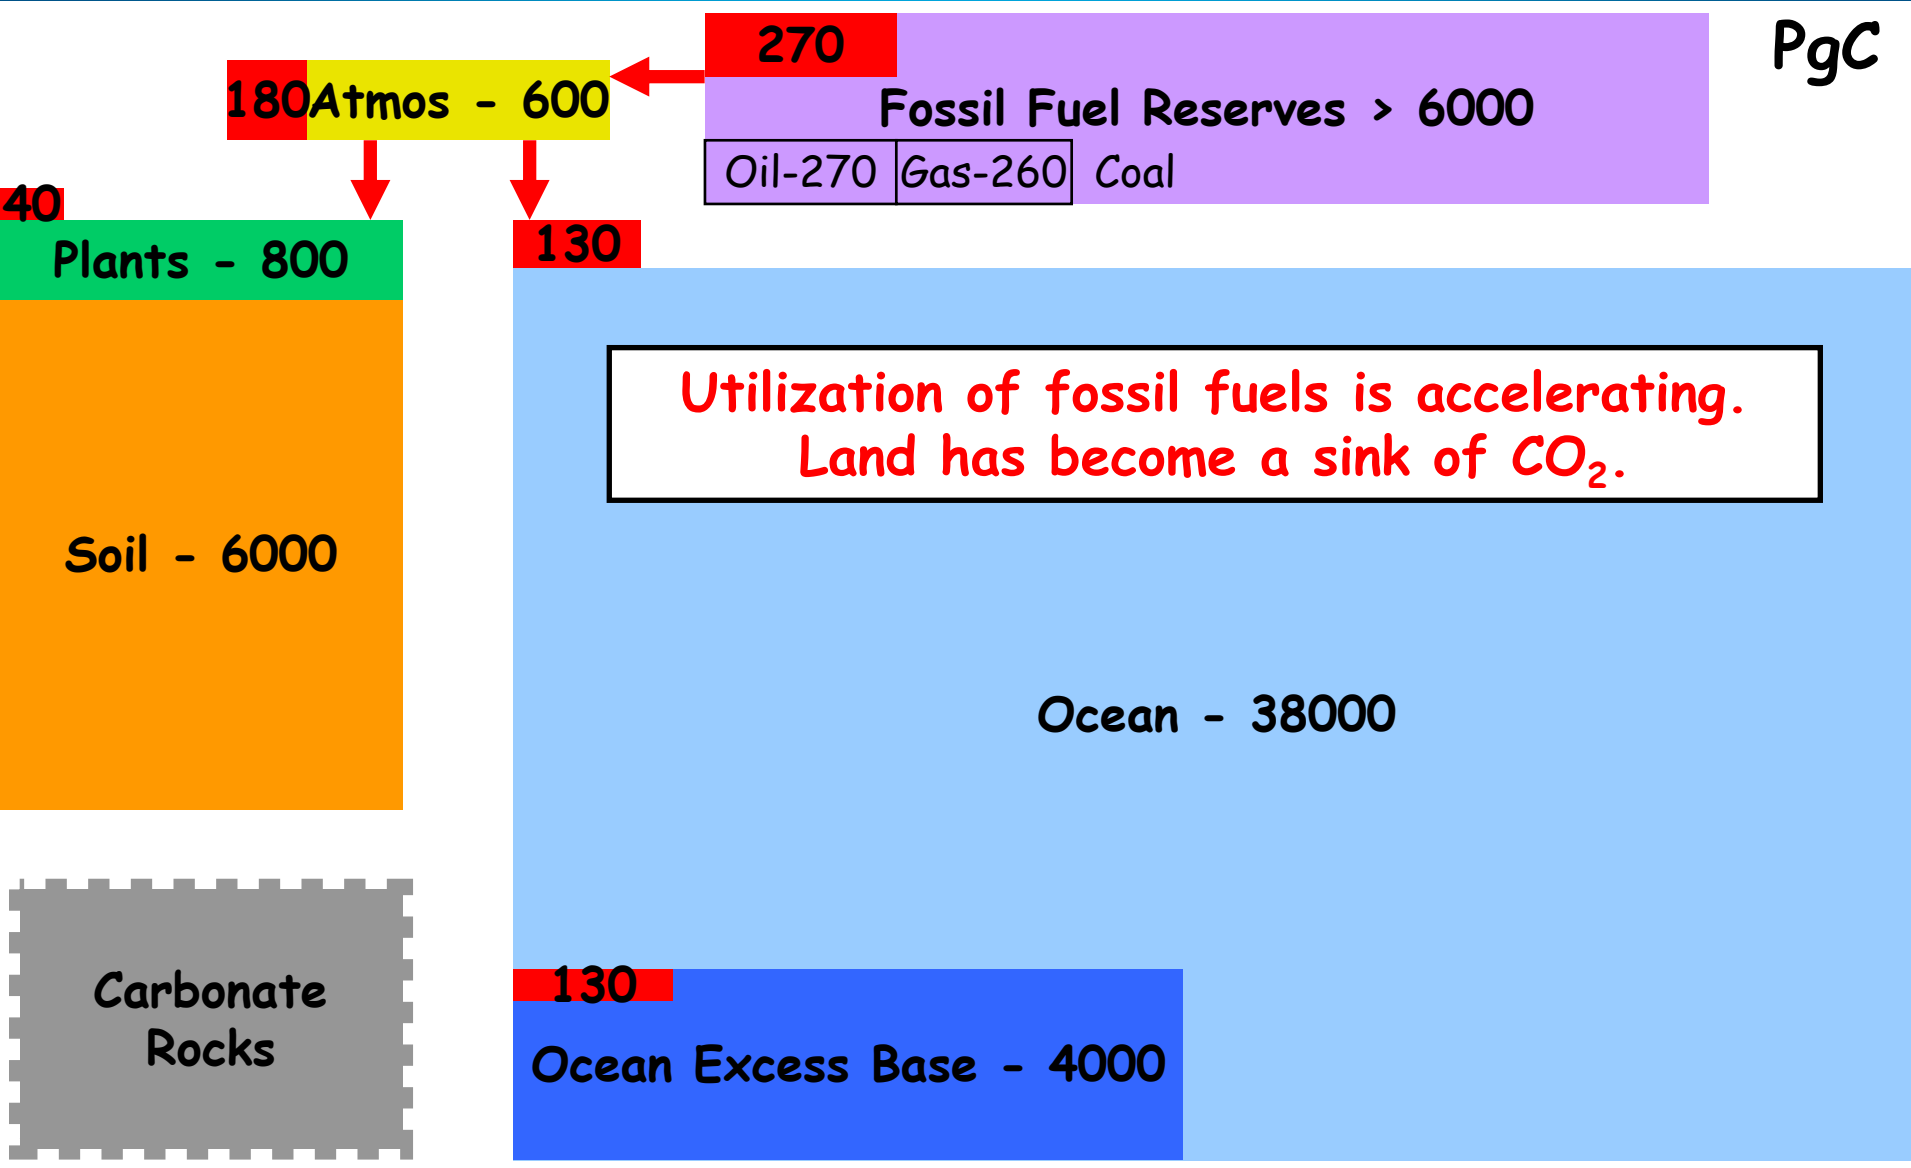 PgC
270
180 Atmos - 600
Fossil Fuel Reserves > 6000
Oil-270 Gas-260 Coal
40
Plants - 800
130
Utilization of fossil fuels is accelerating.
Land has become a sink of CO₂.
Soil - 6000
Ocean - 38000
Carbonate
Rocks
130
Ocean Excess Base - 4000